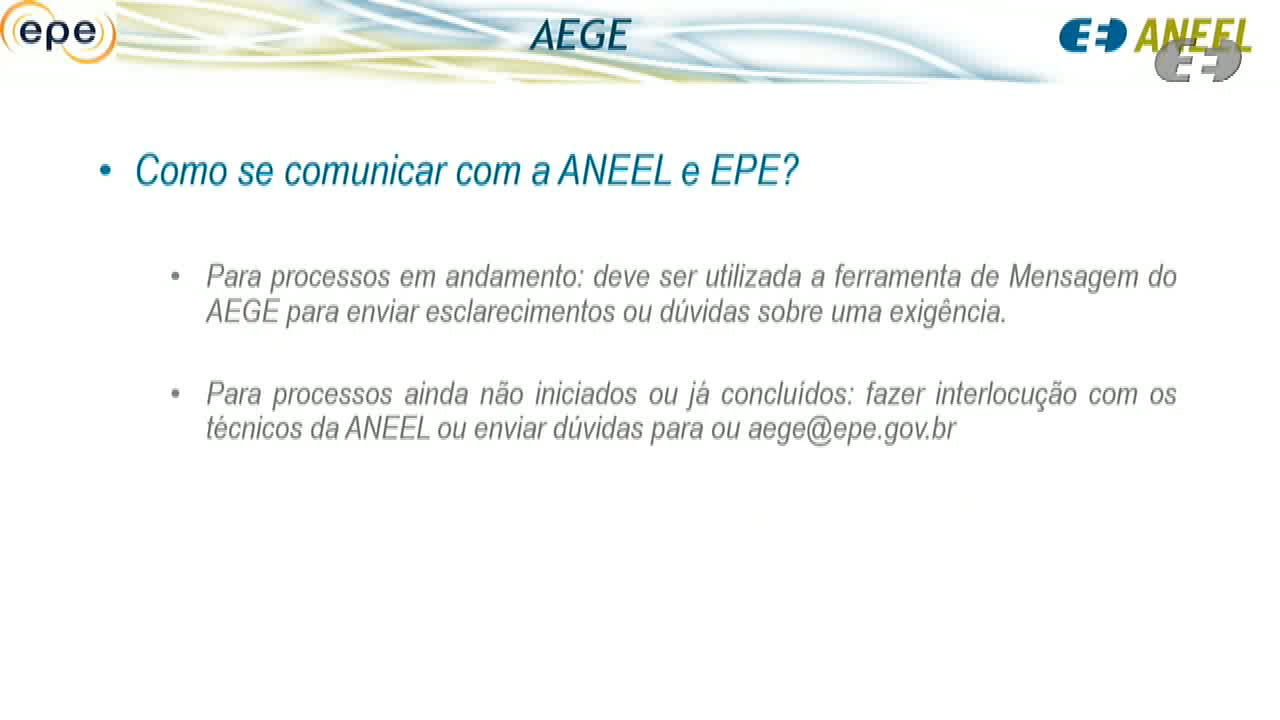 epe
AEGE
ANEEL
• Como se comunicar com a ANEEL e EPE?
• Para processos em andamento: deve ser utilizada a ferramenta de Mensagem do
AEGE para enviar esclarecimentos ou dúvidas sobre uma exigência.
• Para processos ainda não iniciados ou já concluídos: fazer interlocução com os
técnicos da ANEEL ou enviar dúvidas para ou aege@epe.gov.br